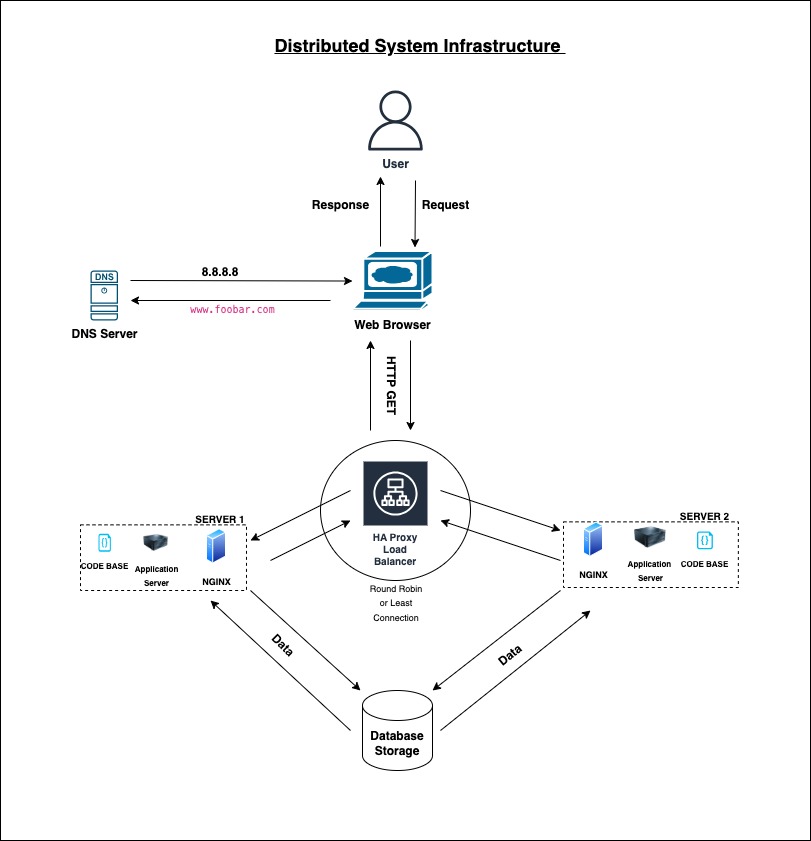 Distributed System Infrastructure
User
Response
Request
DNS
8.8.8.8
www.foobar.com
DNS Server
Web Browser
HTTP GET
HA Proxy
Load
Balancer
Round Robin
or Least
Connection
SERVER 1
CODE BASE
Application
Server
NGINX
SERVER 2
NGINX
Application
Server
CODE BASE
Data
Data
Database
Storage